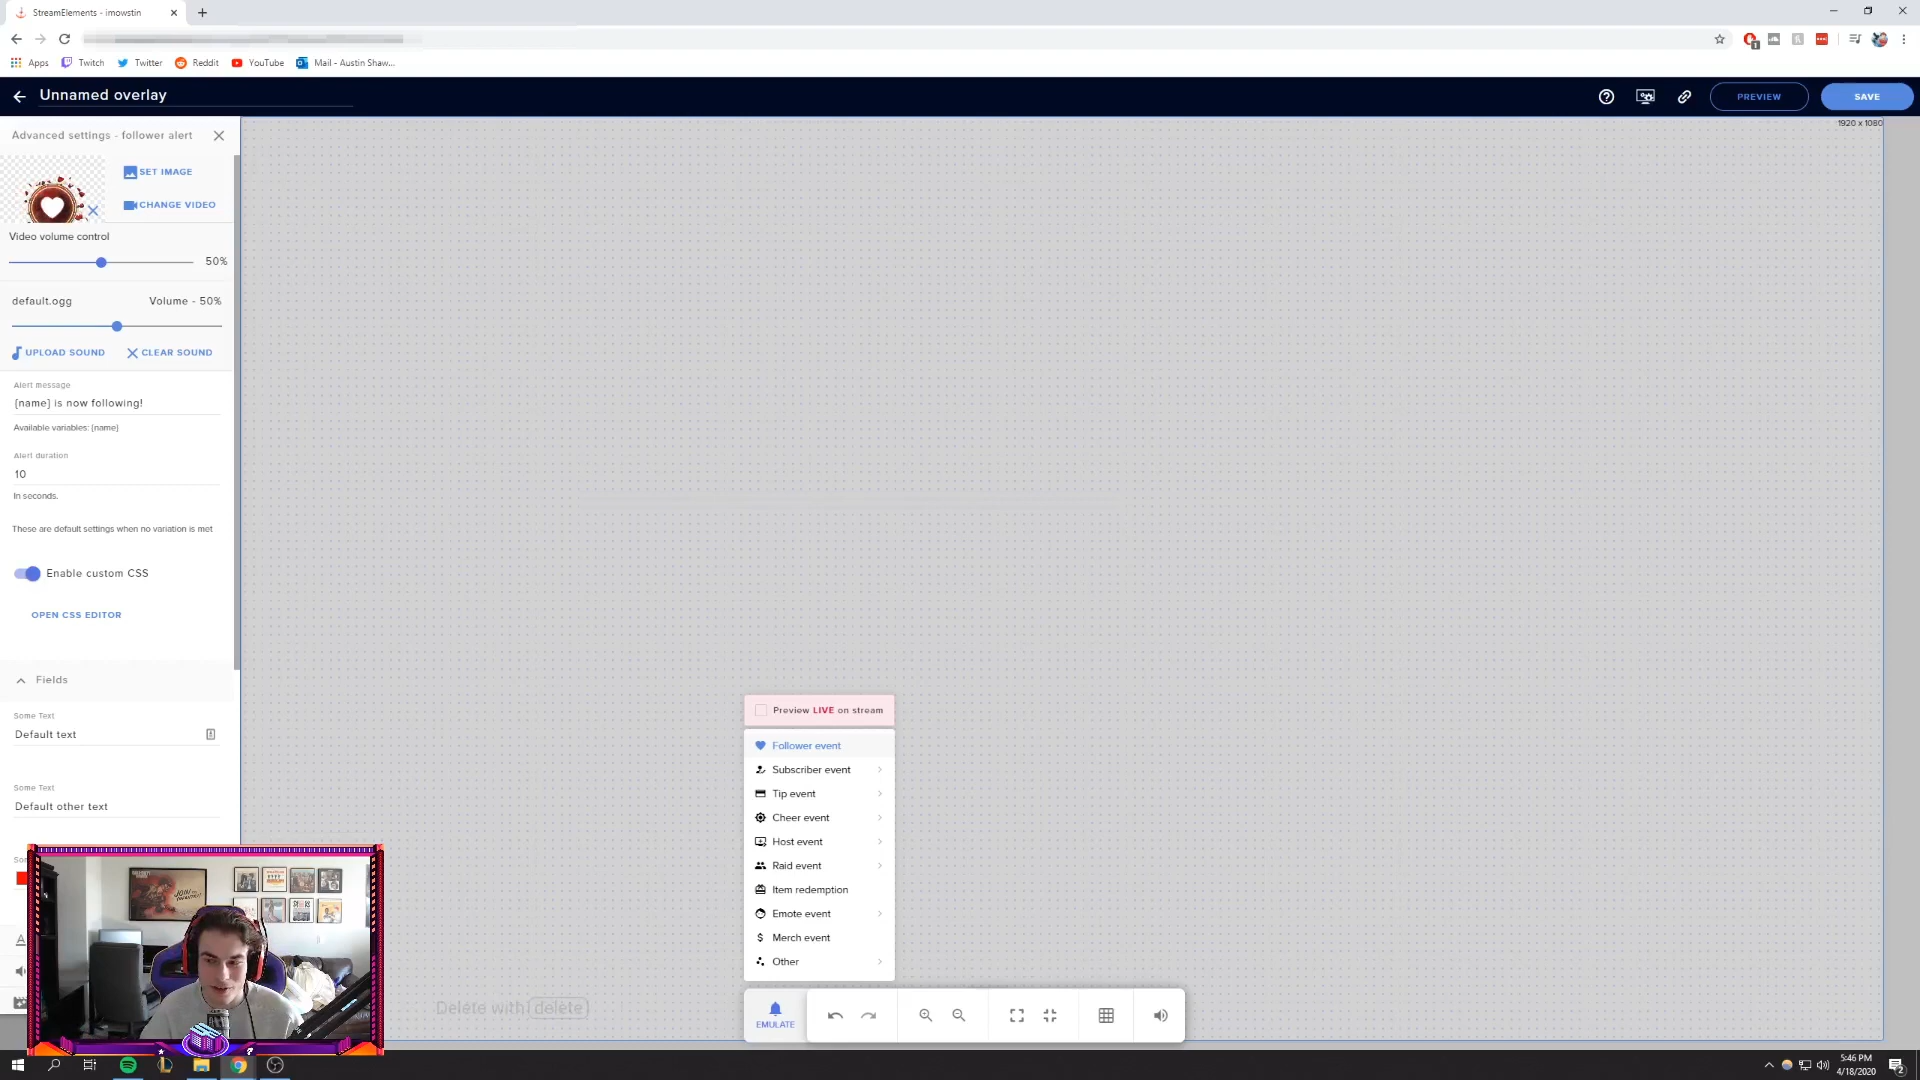 StreamElements - imowstin
Apps
Twitch
Twitter
Reddit
YouTube
Mail - Austin Shaw...
Unnamed overlay
PREVIEW
SAVE
1920 x 1080
Advanced settings - follower alert
SET IMAGE
CHANGE VIDEO
Video volume control
50%
default.ogg
Volume - 50%
UPLOAD SOUND
CLEAR SOUND
Alert message
{name} is now following!
Available variables: {name}
Alert duration
10
In seconds.
These are default settings when no variation is met
Enable custom CSS
OPEN CSS EDITOR
Fields
Some Text
Default text
Some Text
Default other text
Preview LIVE on stream
Follower event
Subscriber event
Tip event
Cheer event
Host event
Raid event
Item redemption
Emote event
Merch event
Other
Delete with delete
EMULATE
5:46 PM
4/18/2020